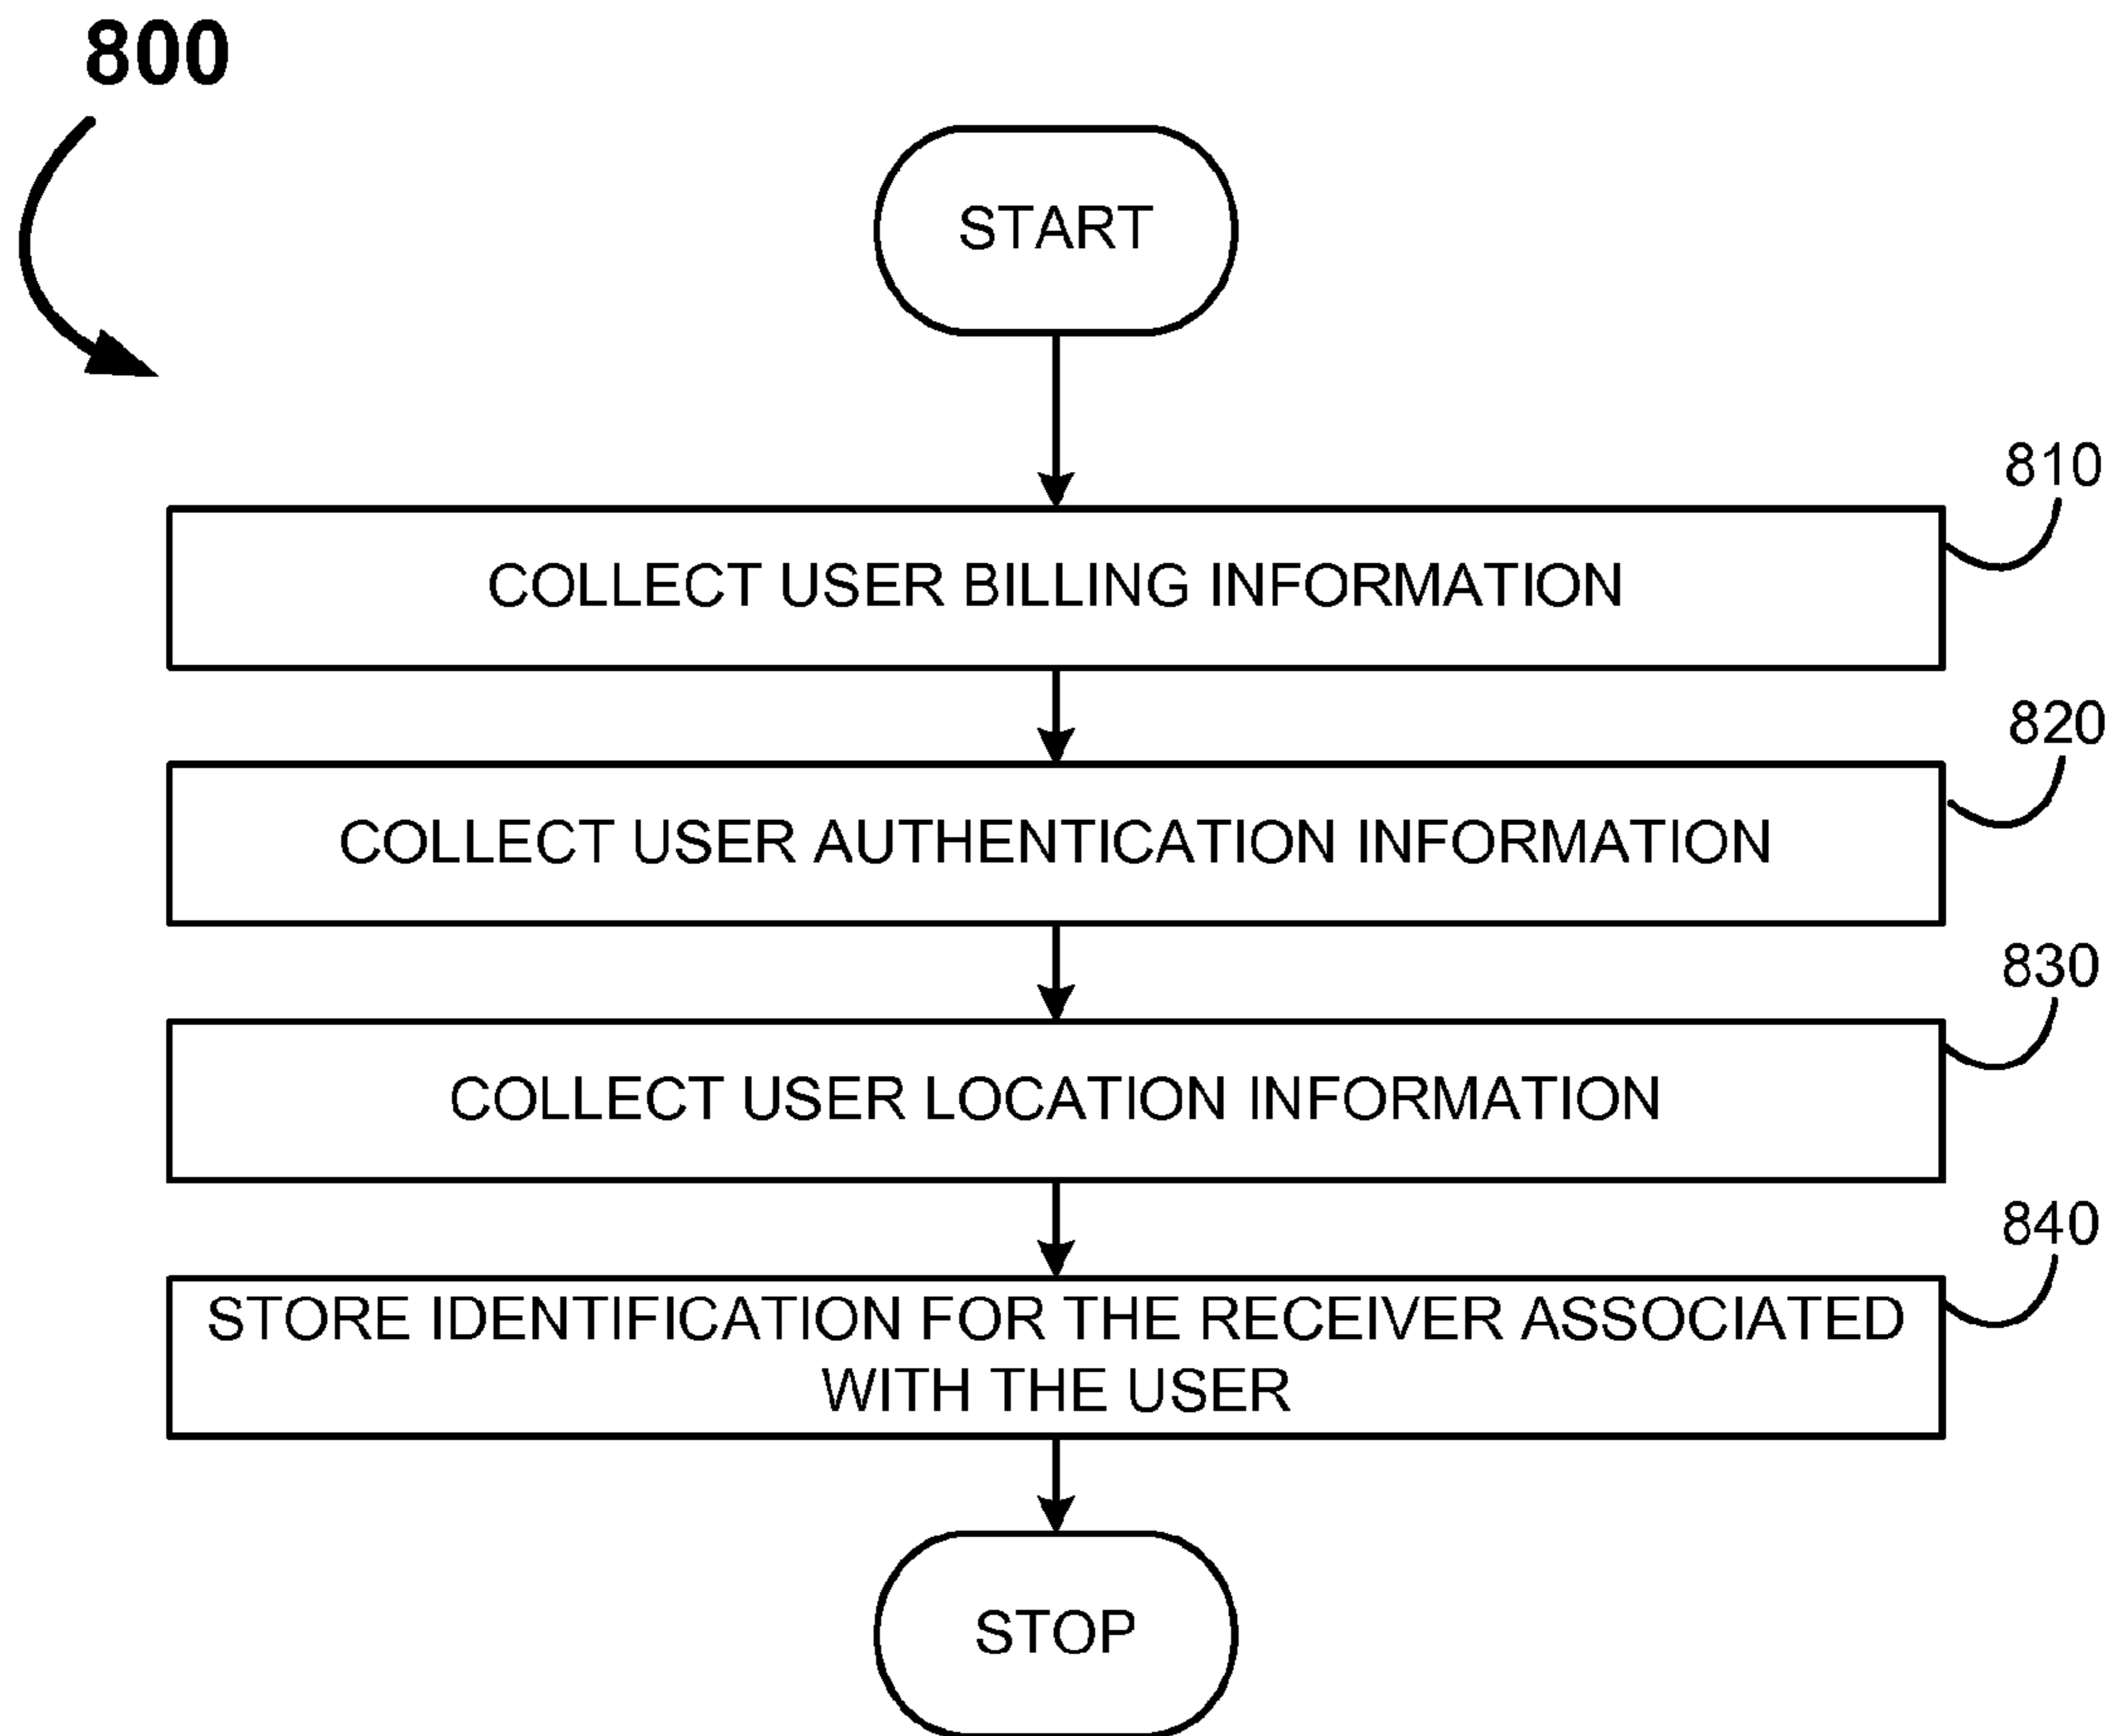 800
START
810
COLLECT USER BILLING INFORMATION
820
COLLECT USER AUTHENTICATION INFORMATION
830
COLLECT USER LOCATION INFORMATION
840
STORE IDENTIFICATION FOR THE RECEIVER ASSOCIATED
WITH THE USER
STOP